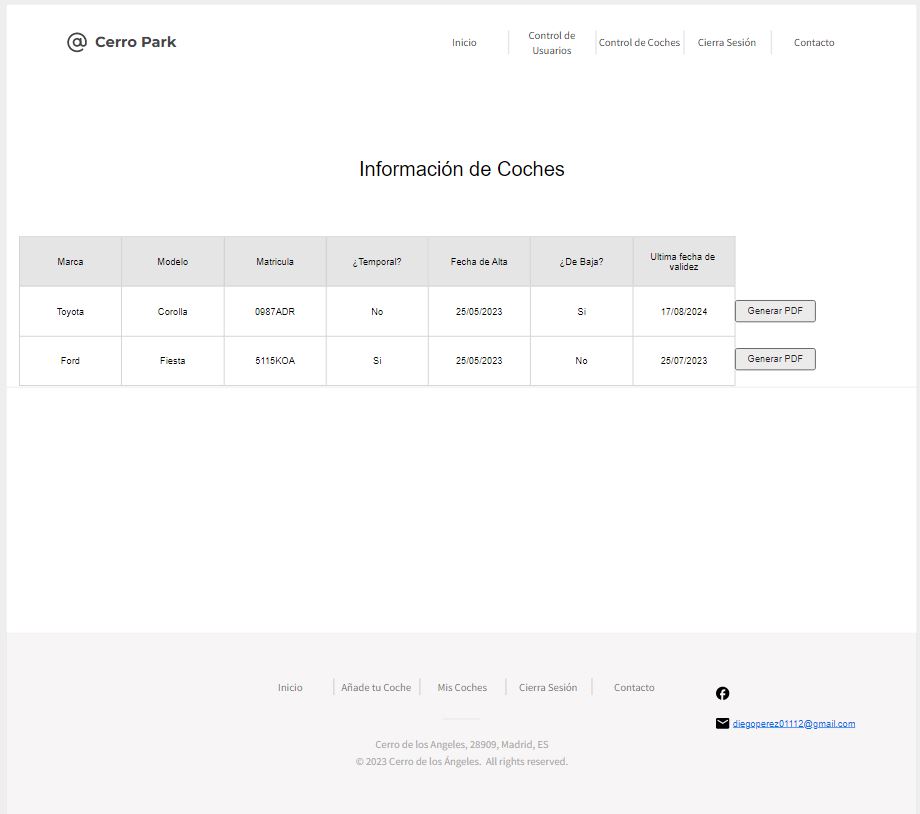 @ Cerro Park
Inicio
Control de
Usuarios
Control de Coches
Cierra Sesión
Contacto
Información de Coches
Marca
Modelo
Matricula
¿Temporal?
Fecha de Alta
¿De Baja?
Ultima fecha de
validez
Toyota
Corolla
0987ADR
No
25/05/2023
Si
17/08/2024
Generar PDF
Ford
Fiesta
5115KOA
Si
25/05/2023
No
25/07/2023
Generar PDF
Inicio
Añade tu Coche
Mis Coches
Cierra Sesión
Contacto
diegoperez01112@gmail.com
Cerro de los Angeles, 28909, Madrid, ES
© 2023 Cerro de los Ángeles. All rights reserved.